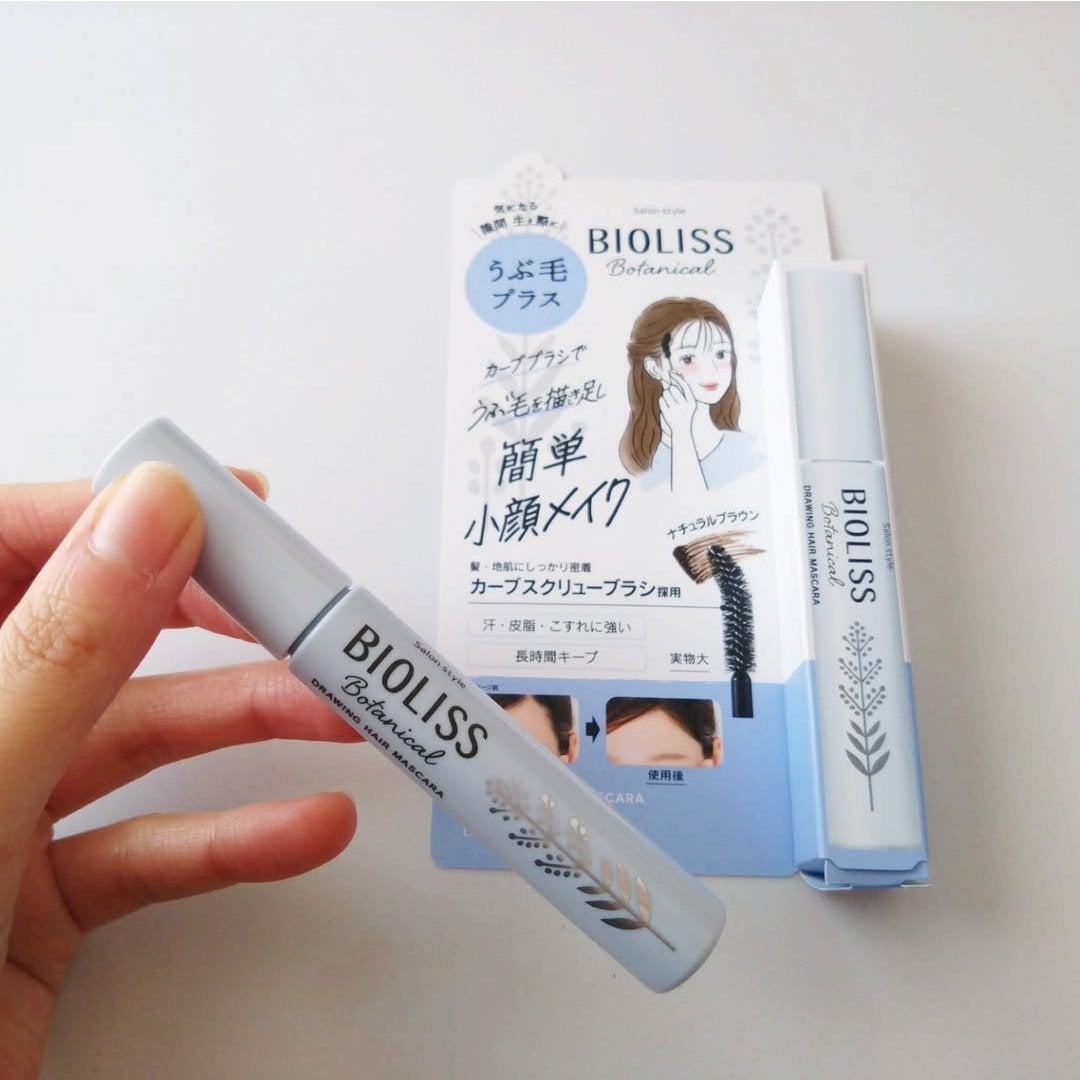 気になる
隙間 生え際に
うぶ毛
プラス
Salon style
BIOLISS
Botanical
カーブブラシで
うぶ毛を描き足し
簡単
小顔メイク
ナチュラルブラウン
髪・地肌にしっかり密着
カーブスクリューブラシ採用
汗・皮脂・こすれに強い
長時間キープ
実物大
使用後
CARA
Salon style
BIOLISS
Botanical
DRAWING HAIR MASCARA
Salon style
BIOLISS
Botanical
DRAWING HAIR MASCARA